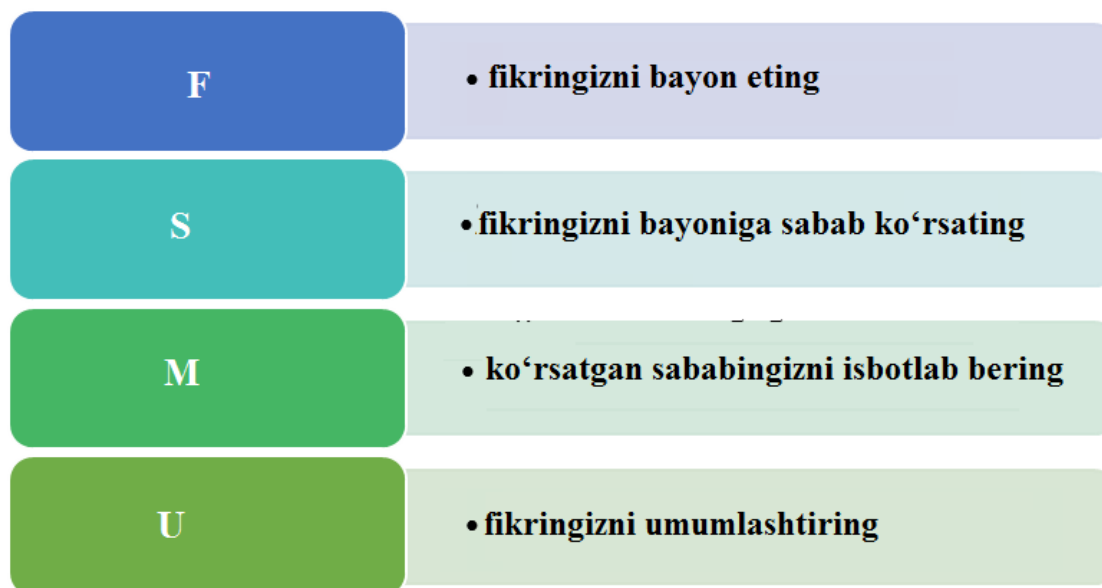 F
• fikringizni bayon eting
S
• fikringizni bayoniga sabab ko‘rsating
M
• ko‘rsatgan sababingizni isbotlab bering
U
• fikringizni umumlashtiring